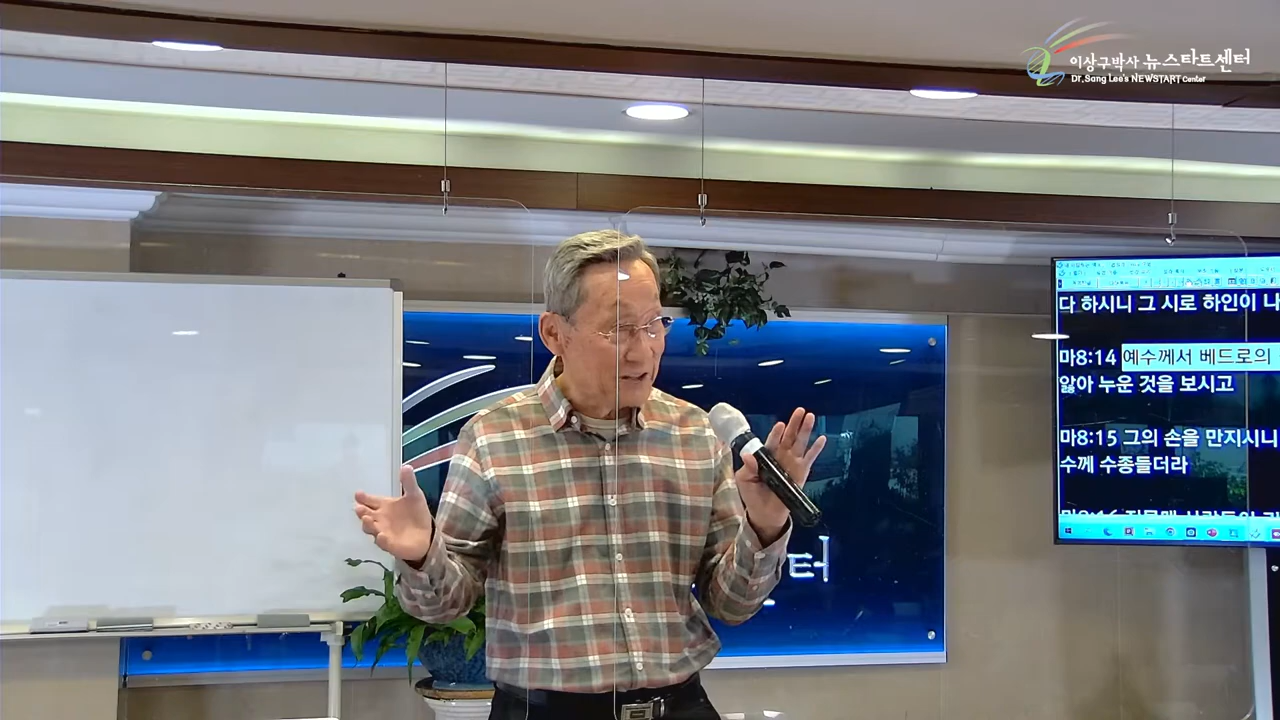 이상구박사 뉴스타트센터
Dr. Sang Lee's NEWSTART Center
다 하시니 그 시로 하인이 나
마8:14 예수께서 베드로의
앓아 누운 것을 보시고
마8:15 그의 손을 만지시니
수께 수종들더라
터